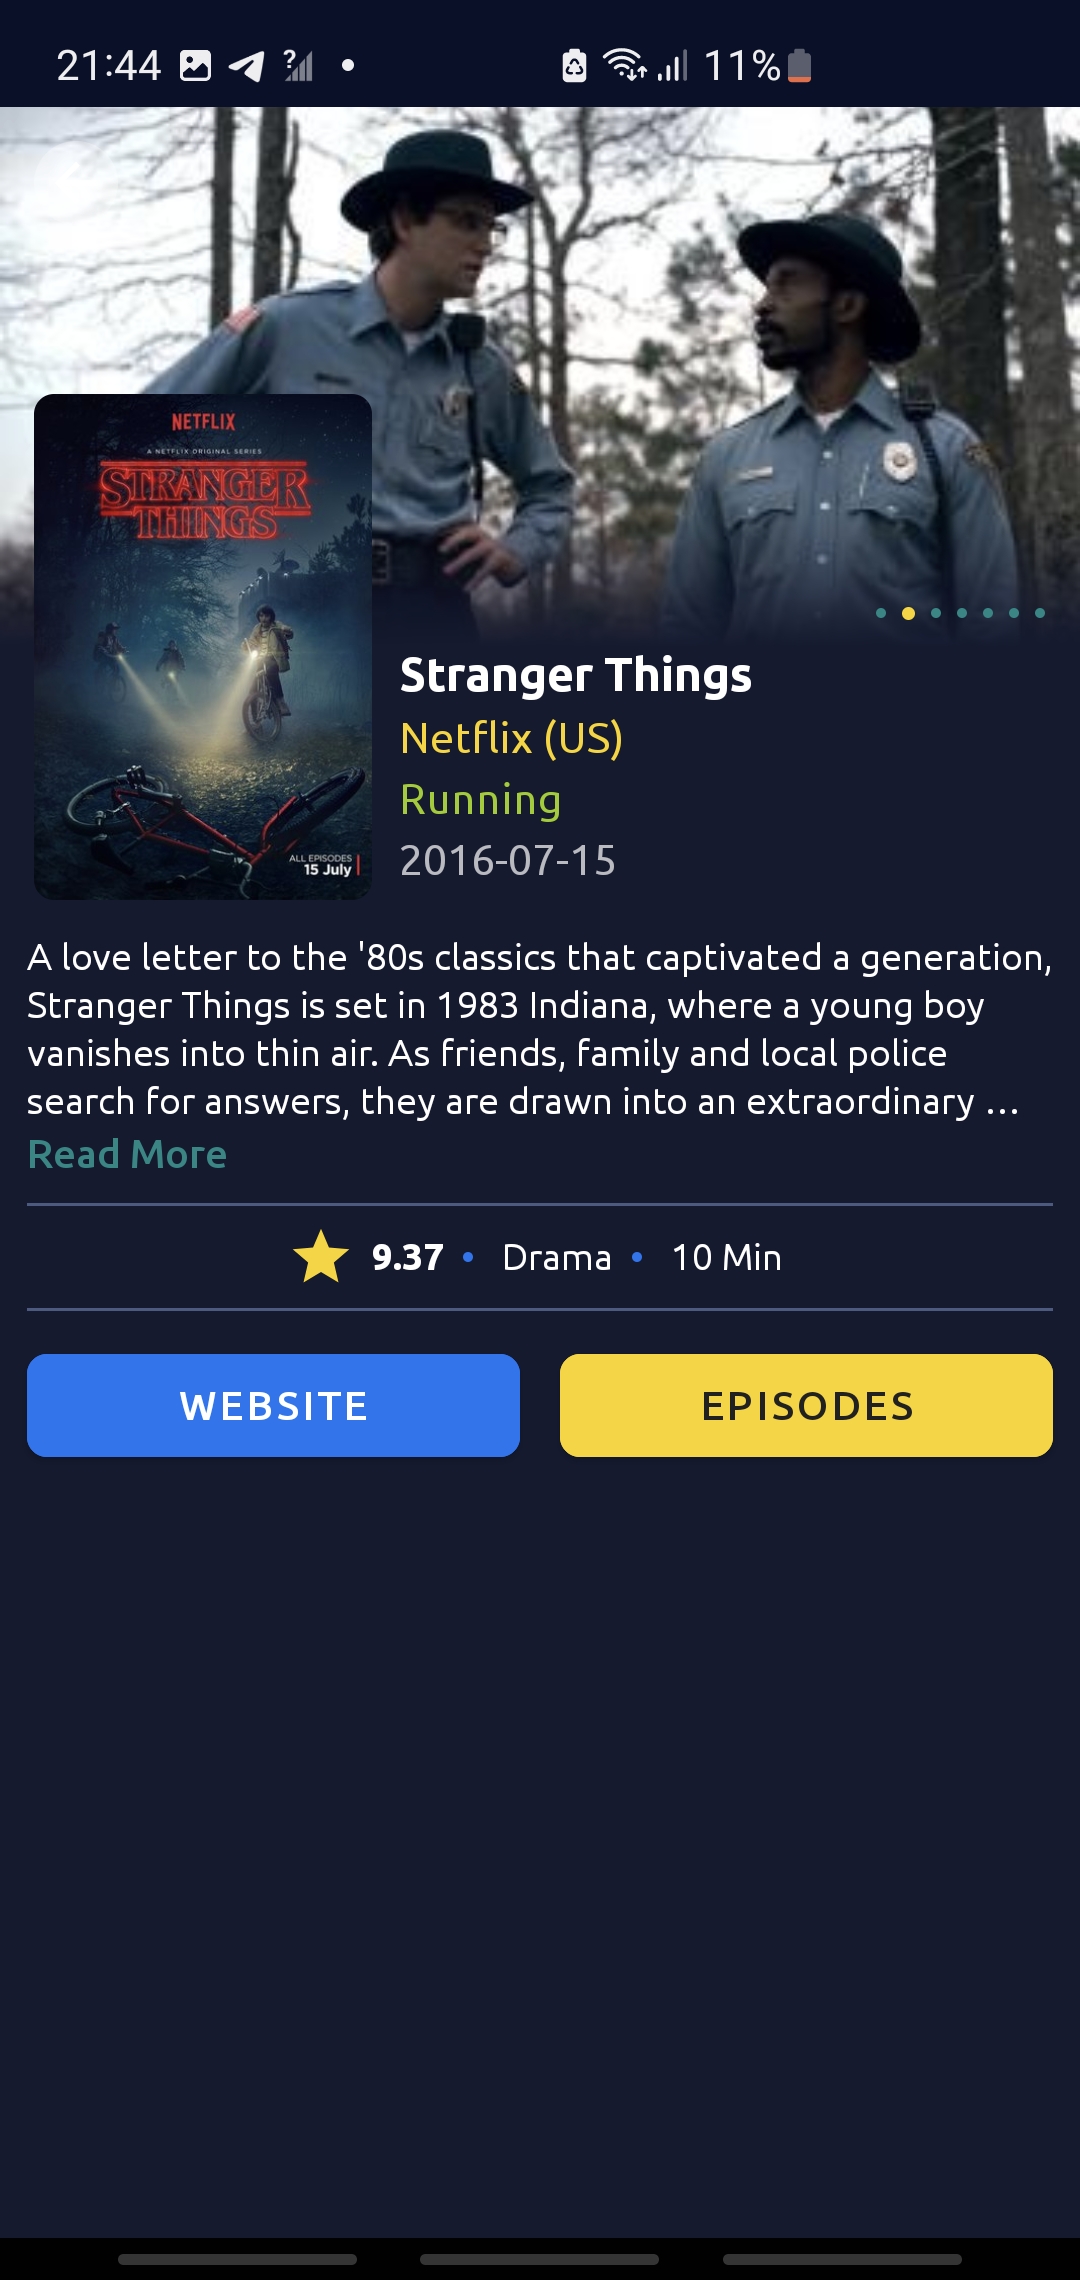 21:44
11%
NETFLIX
A NETFLIX ORIGINAL SERIES
STRANGER
THINGS
ALL EPISODES
15 July
Stranger Things
Netflix (US)
Running
2016-07-15
A love letter to the '80s classics that captivated a generation,
Stranger Things is set in 1983 Indiana, where a young boy
vanishes into thin air. As friends, family and local police
search for answers, they are drawn into an extraordinary ...
Read More
9.37 • Drama • 10 Min
WEBSITE
EPISODES